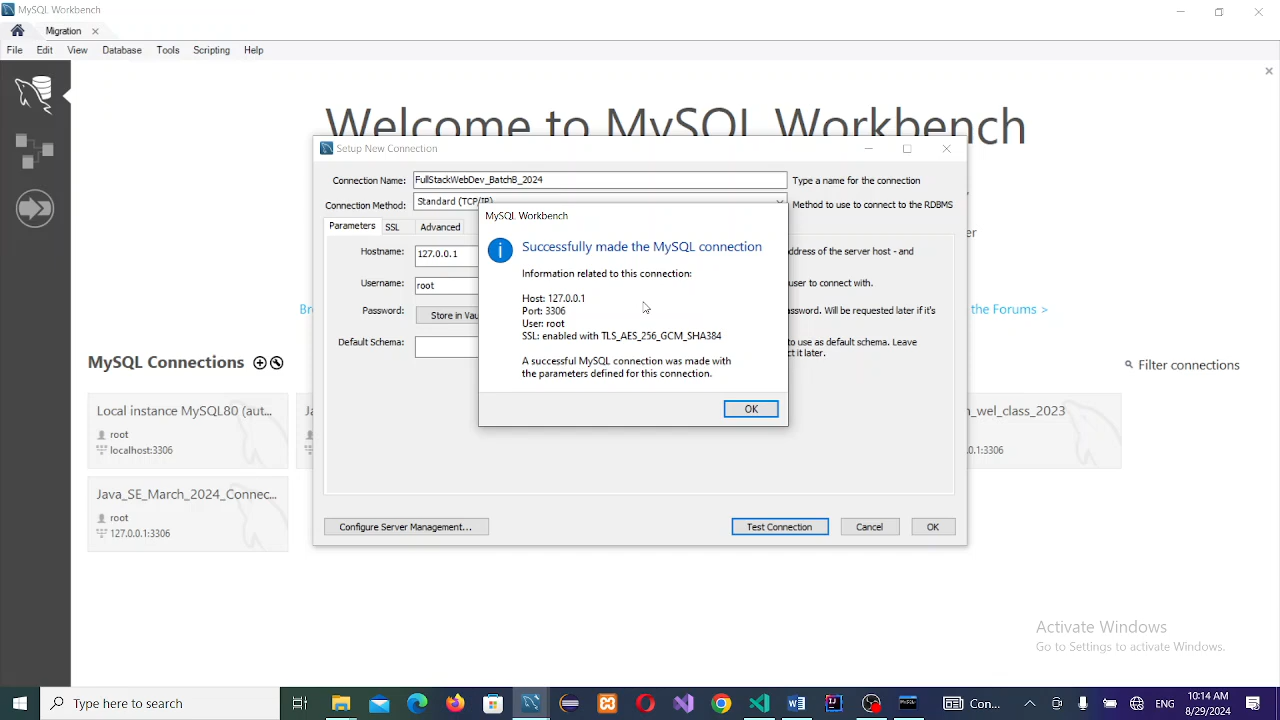 MySQL Workbench
Migration
File Edit View Database Tools Scripting Help
Welcome to MySQL Workbench
Setup New Connection
Connection Name: FullStackWebDev_BatchB_2024 Type a name for the connection
Connection Method: Standard (TCP/IP) Method to use to connect to the RDBMS
Parameters SSL Advanced
MySQL Workbench
Successfully made the MySQL connection
Information related to this connection:
Host: 127.0.0.1
Port: 3306
User: root
SSL: enabled with TLS_AES_256_GCM_SHA384
A successful MySQL connection was made with
the parameters defined for this connection.
OK
Hostname: 127.0.0.1 address of the server host - and
Username: root user to connect with.
Password: Store in Vau Will be requested later if it's
Default Schema: to use as default schema. Leave
it later.
the Forums >
MySQL Connections
Filter connections
Local instance MySQL80 (aut...
root
localhost:3306
_wel_class_2023
0.1:3306
Java_SE_March_2024_Connec...
root
127.0.0.1:3306
Configure Server Management... Test Connection Cancel OK
Activate Windows
Go to Settings to activate Windows.
Type here to search
Con...
ENG
10:14 AM
8/29/2024